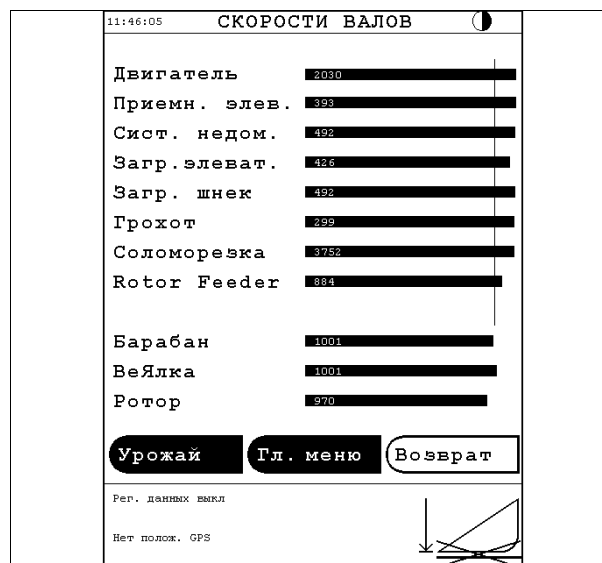 11:46:05 СКОРОСТИ ВАЛОВ
Двигатель 2030
Приемн. элев. 393
Сист. недом. 492
Загр.элеват. 426
Загр. шнек 492
Грохот 299
Соломорезка 3752
Rotor Feeder 884
Барабан 1001
ВеЯлка 1001
Ротор 970
Урожай Гл. меню Возврат
Рег. данных выкл
Нет полож. GPS